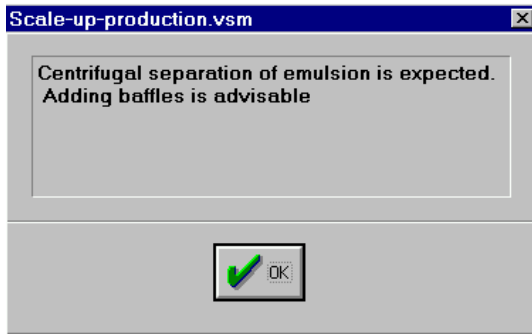 Scale-up-production.vsm
Centrifugal separation of emulsion is expected.
Adding baffles is advisable
OK